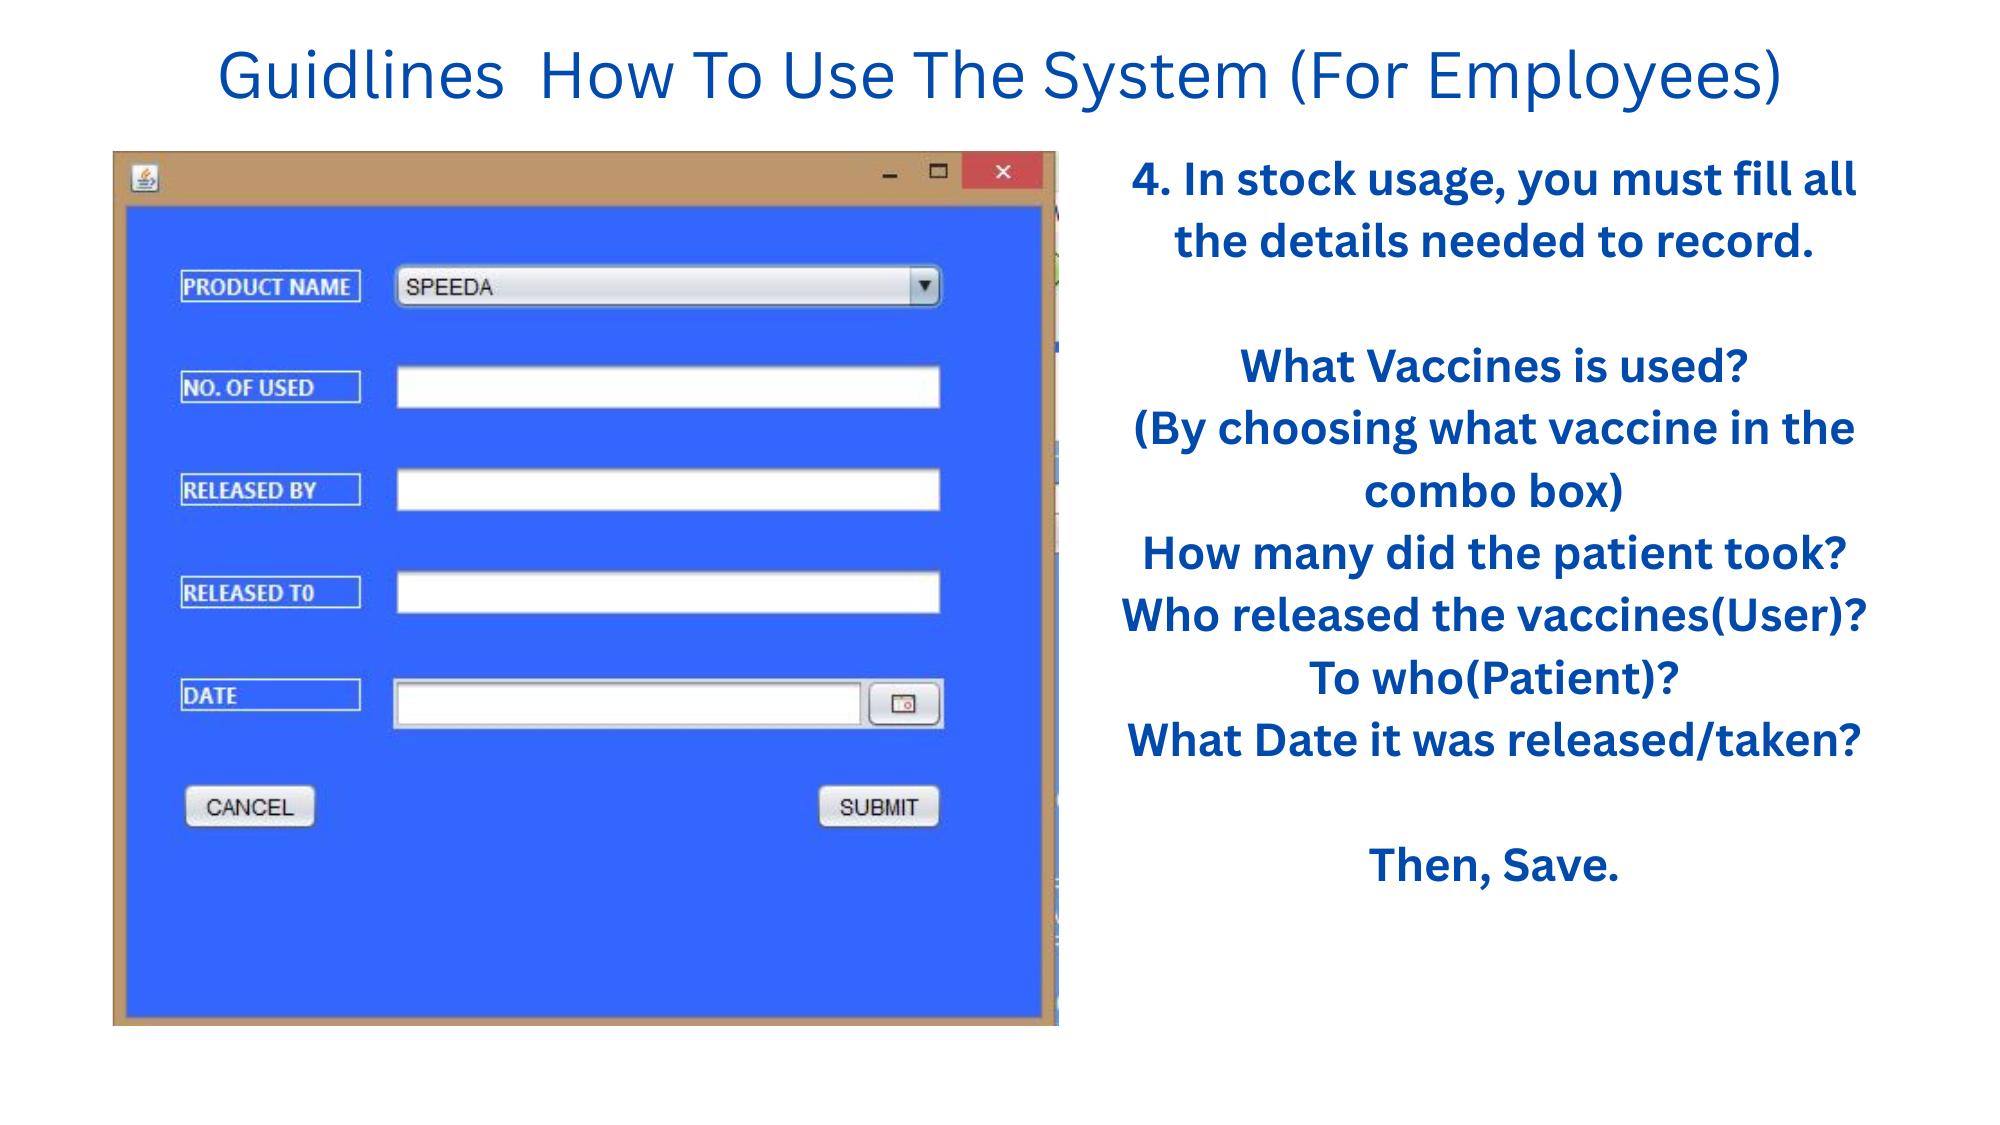 Guidlines  How To Use The System (For Employees)
PRODUCT NAME
SPEEDA
NO. OF USED
RELEASED BY
RELEASED T0
DATE
CANCEL
SUBMIT
4. In stock usage, you must fill all
the details needed to record.
What Vaccines is used?
(By choosing what vaccine in the
combo box)
How many did the patient took?
Who released the vaccines(User)?
To who(Patient)?
What Date it was released/taken?
Then, Save.